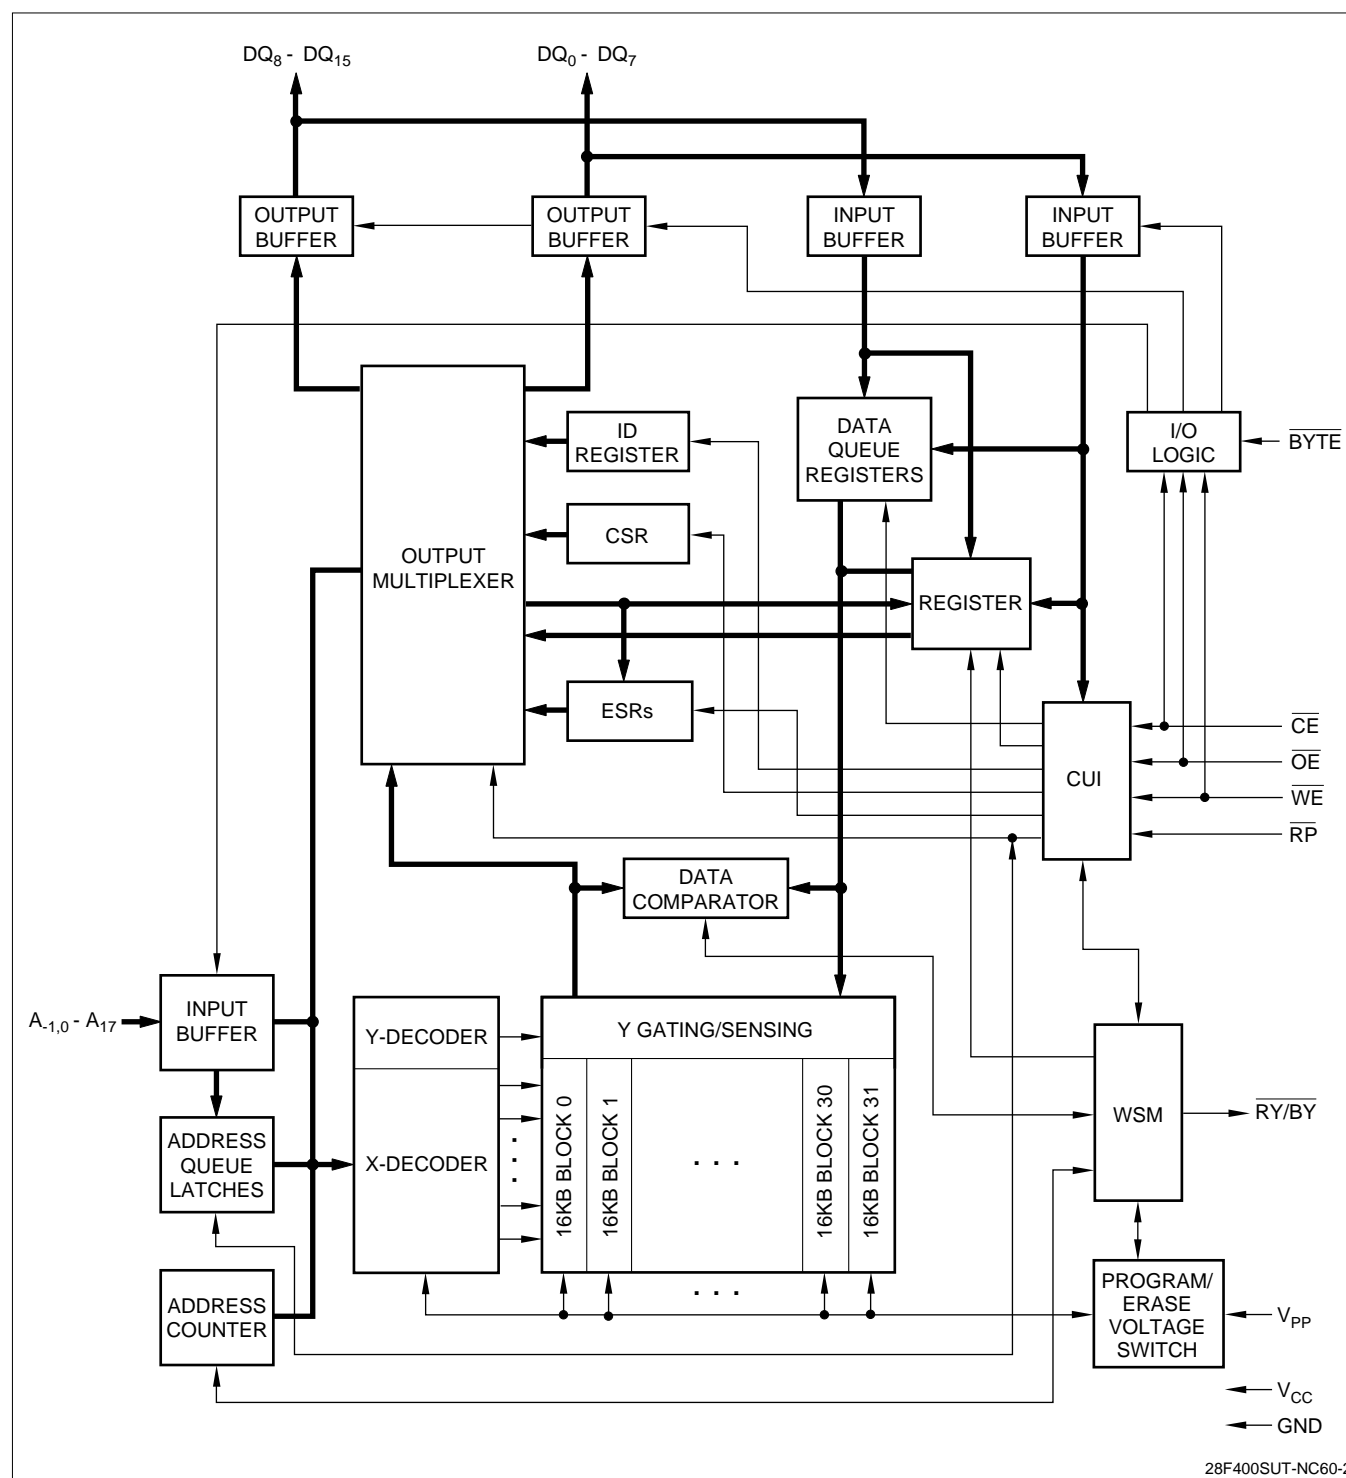 DQ8 - DQ15
DQ0 - DQ7
OUTPUT
BUFFER
OUTPUT
BUFFER
INPUT
BUFFER
INPUT
BUFFER
ID
REGISTER
DATA
QUEUE
REGISTERS
I/O
LOGIC
BYTE
CSR
OUTPUT
MULTIPLEXER
REGISTER
ESRs
CUI
CE
OE
WE
RP
DATA
COMPARATOR
A-1,0 - A17
INPUT
BUFFER
Y-DECODER
Y GATING/SENSING
ADDRESS
QUEUE
LATCHES
X-DECODER
16KB BLOCK 0
16KB BLOCK 1
. . .
16KB BLOCK 30
16KB BLOCK 31
WSM
RY/BY
ADDRESS
COUNTER
. . .
PROGRAM/
ERASE
VOLTAGE
SWITCH
VPP
VCC
GND
28F400SUT-NC60-2